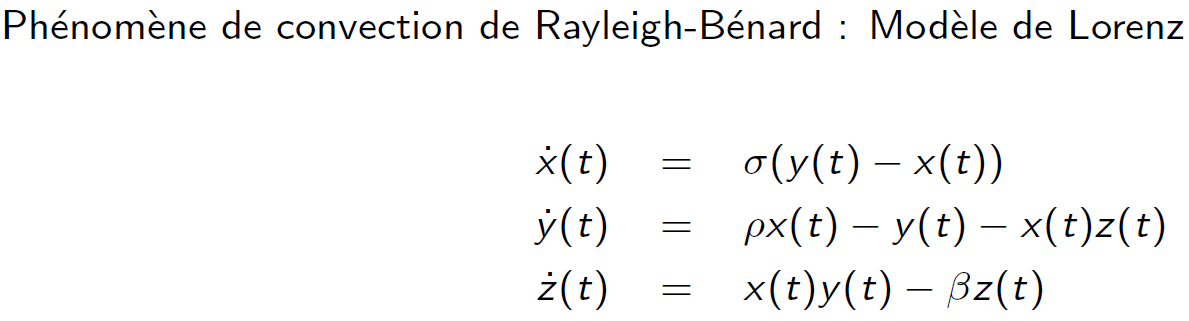 Phénomène de convection de Rayleigh-Bénard : Modèle de Lorenz
ẋ(t) = σ(y(t) − x(t))
ẏ(t) = ρx(t) − y(t) − x(t)z(t)
ż(t) = x(t)y(t) − βz(t)